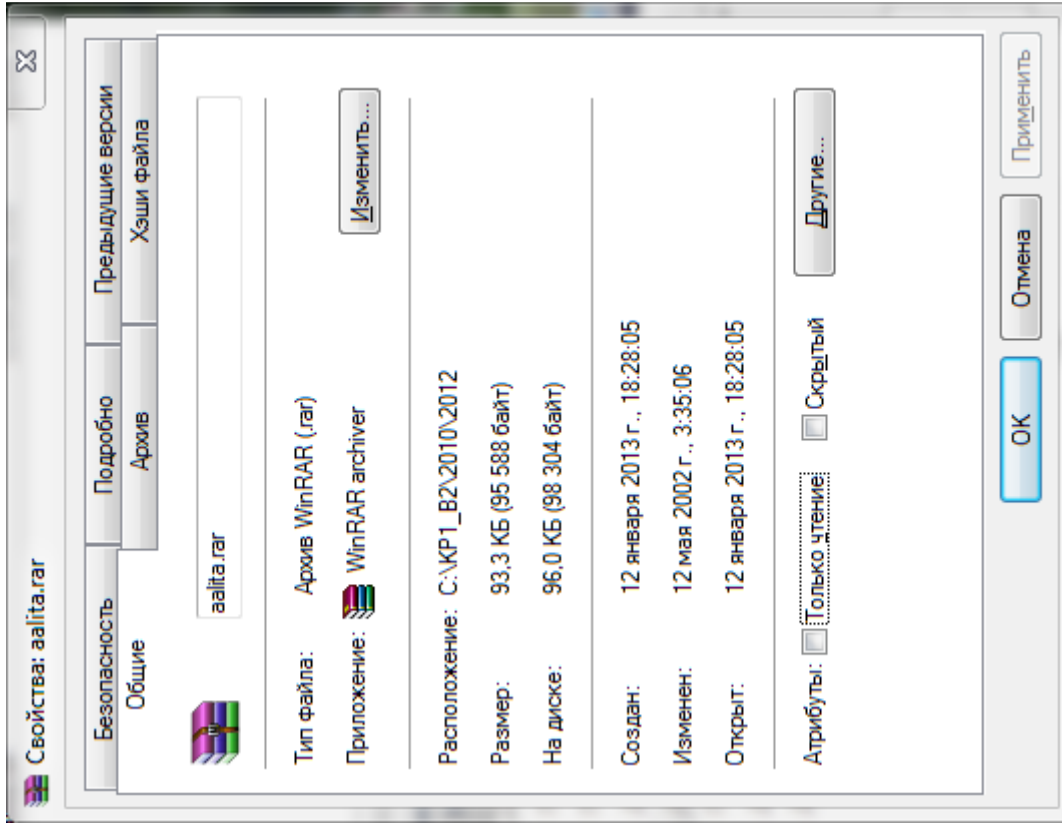 Свойства: aalita.rar
Безопасность Подробно Предыдущие версии
Общие Архив Хэши файла
aalita.rar
Тип файла: Архив WinRAR (.rar)
Приложение: WinRAR archiver Изменить...
Расположение: C:\KP1_B2\2010\2012
Размер: 93,3 КБ (95 588 байт)
На диске: 96,0 КБ (98 304 байт)
Создан: 12 января 2013 г., 18:28:05
Изменен: 12 мая 2002 г., 3:35:06
Открыт: 12 января 2013 г., 18:28:05
Атрибуты: Только чтение Скрытый Другие...
ОК Отмена Применить